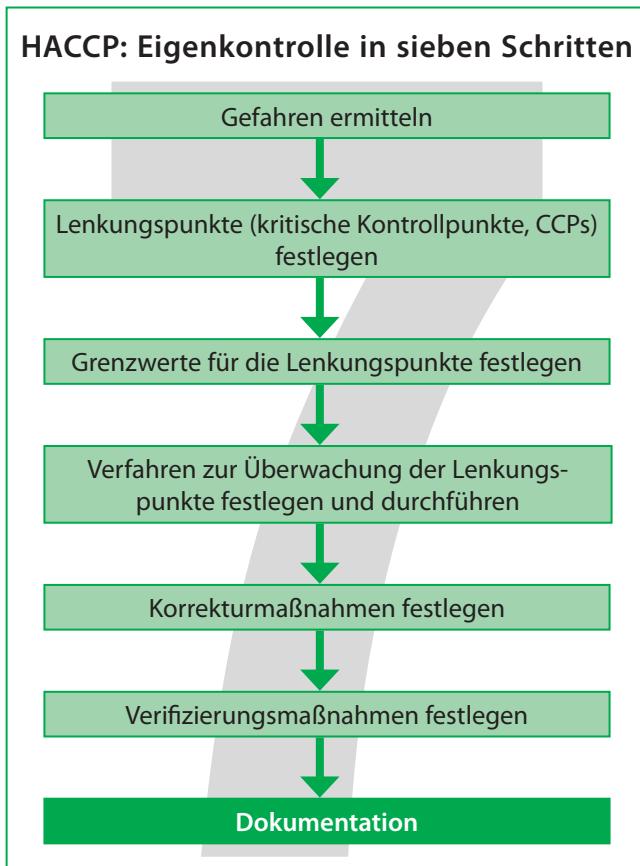 HACCP: Eigenkontrolle in sieben Schritten
Gefahren ermitteln
Lenkungspunkte (kritische Kontrollpunkte, CCPs)
festlegen
Grenzwerte für die Lenkungspunkte festlegen
Verfahren zur Überwachung der Lenkungs-
punkte festlegen und durchführen
Korrekturmaßnahmen festlegen
Verifizierungsmaßnahmen festlegen
Dokumentation